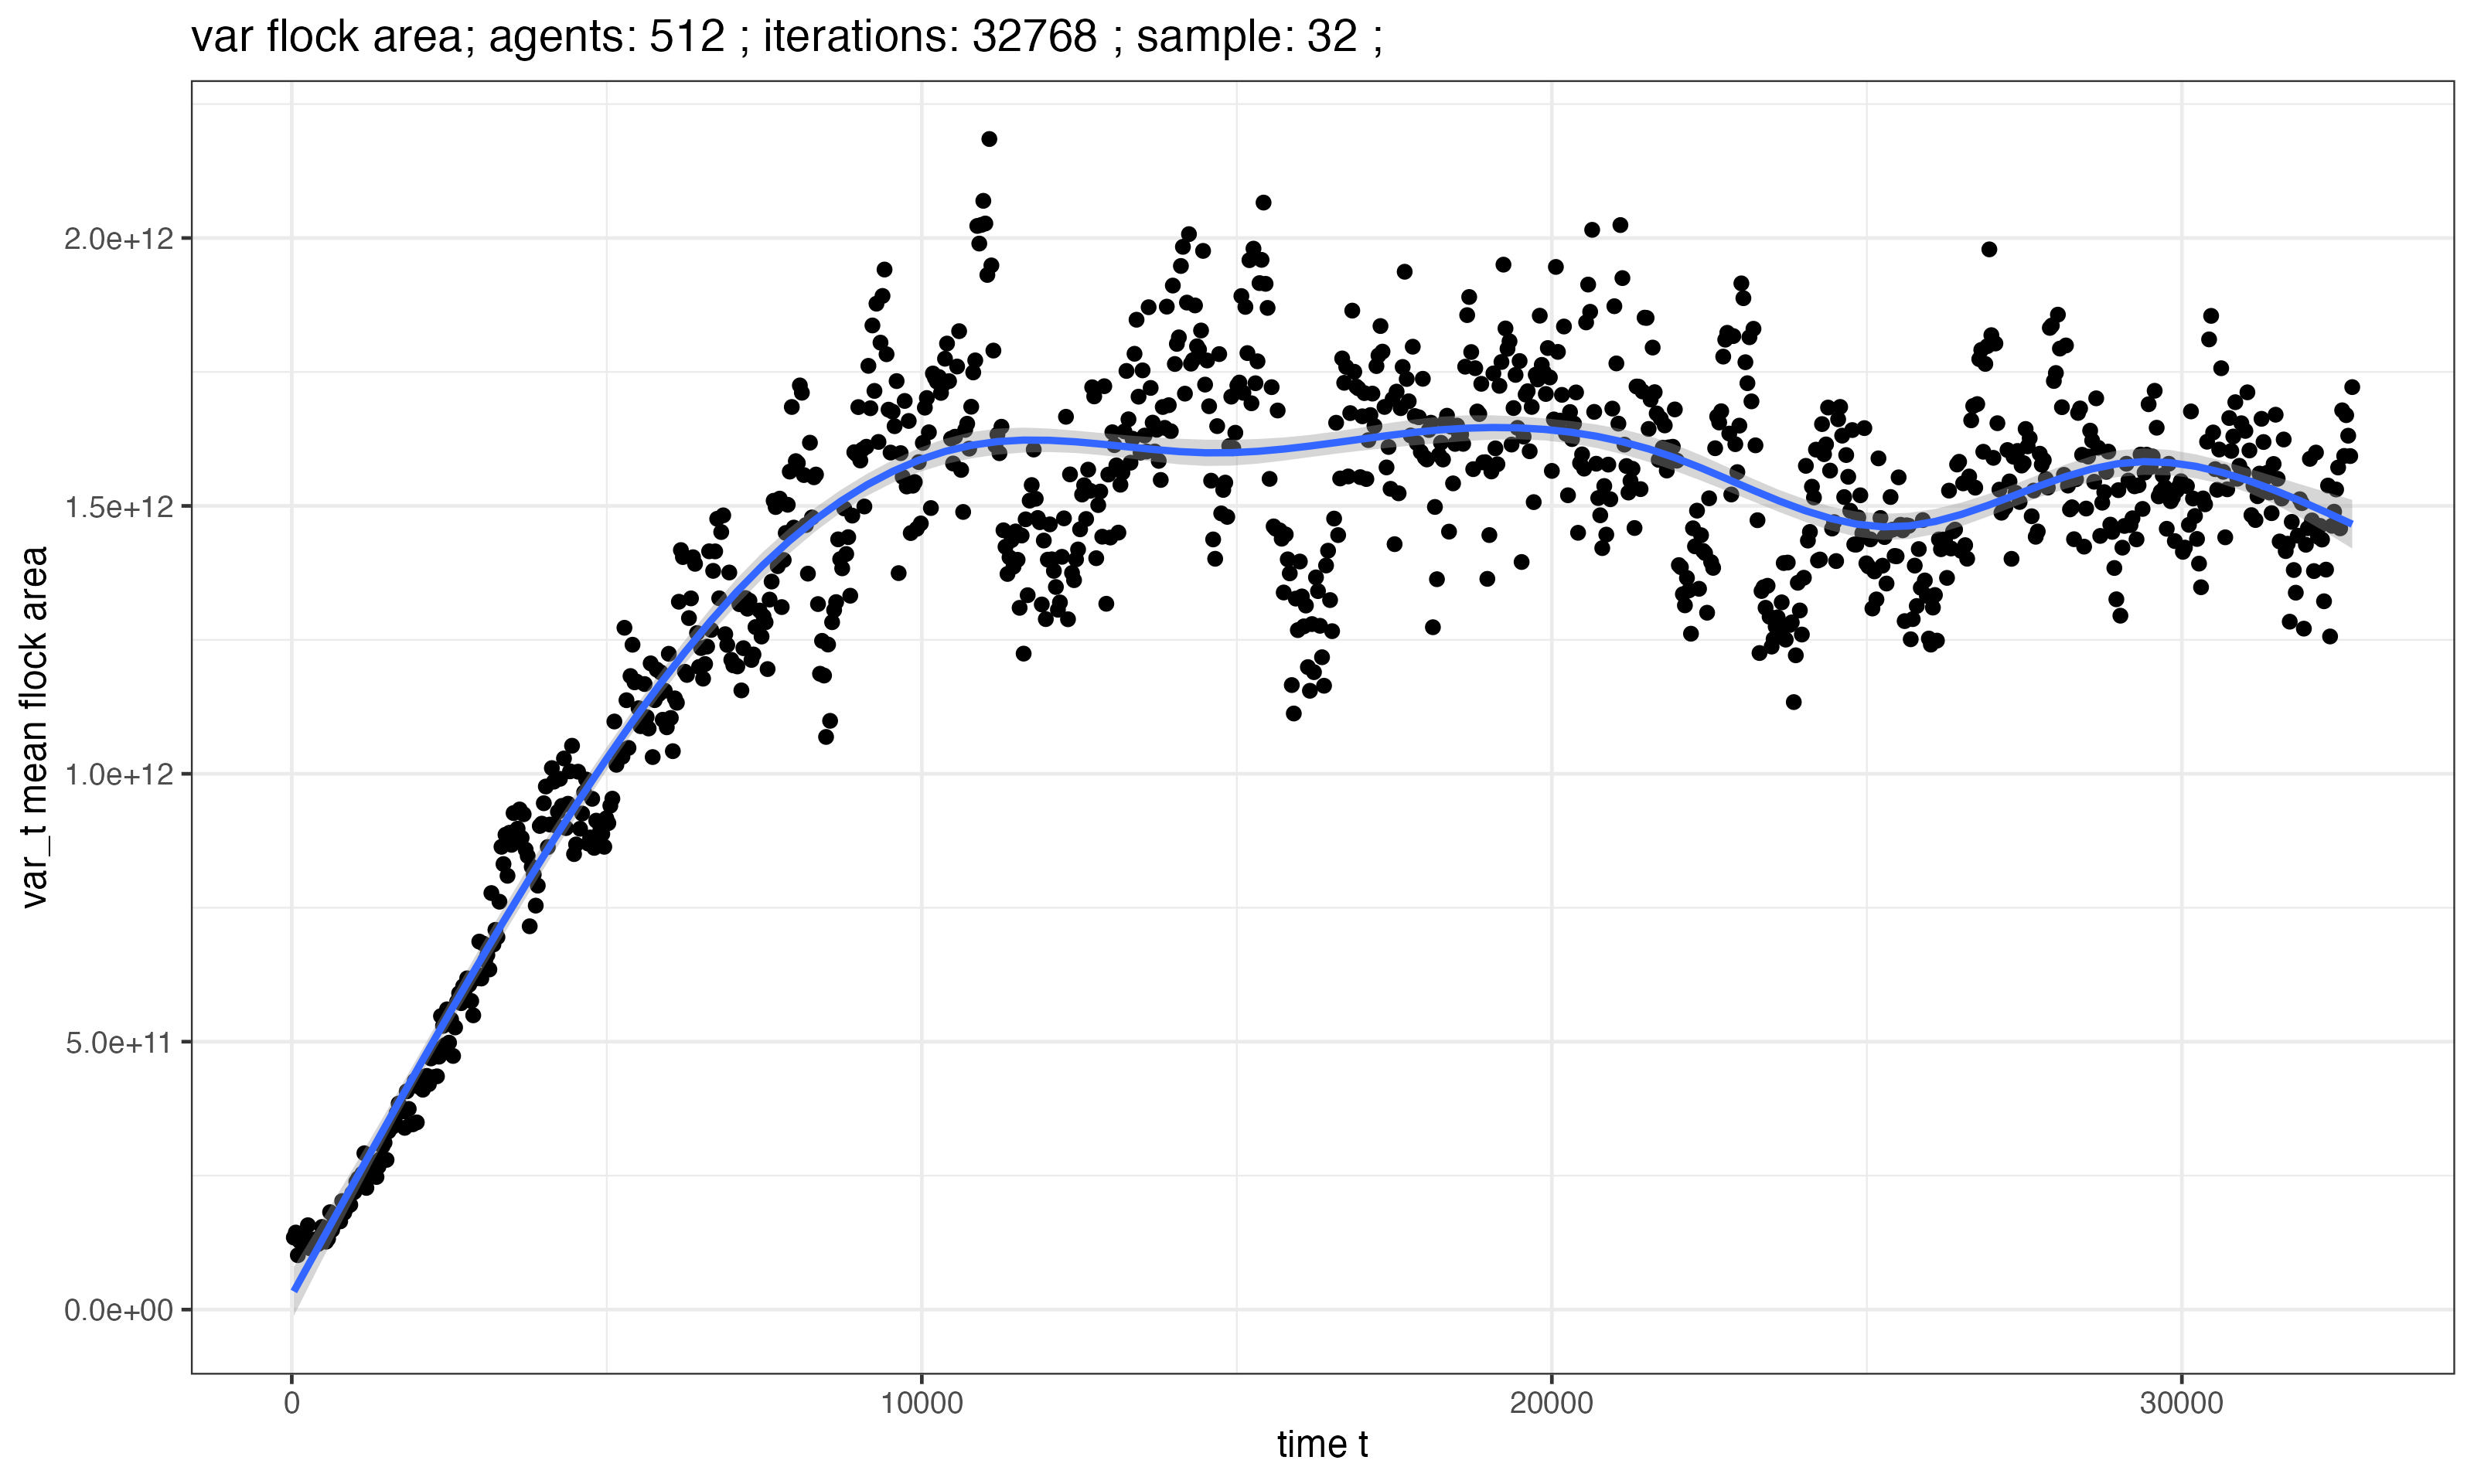 var flock area; agents: 512 ; iterations: 32768 ; sample: 32 ;
var_t mean flock area
2.0e+12
1.5e+12
1.0e+12
5.0e+11
0.0e+00
0
10000
20000
30000
time t